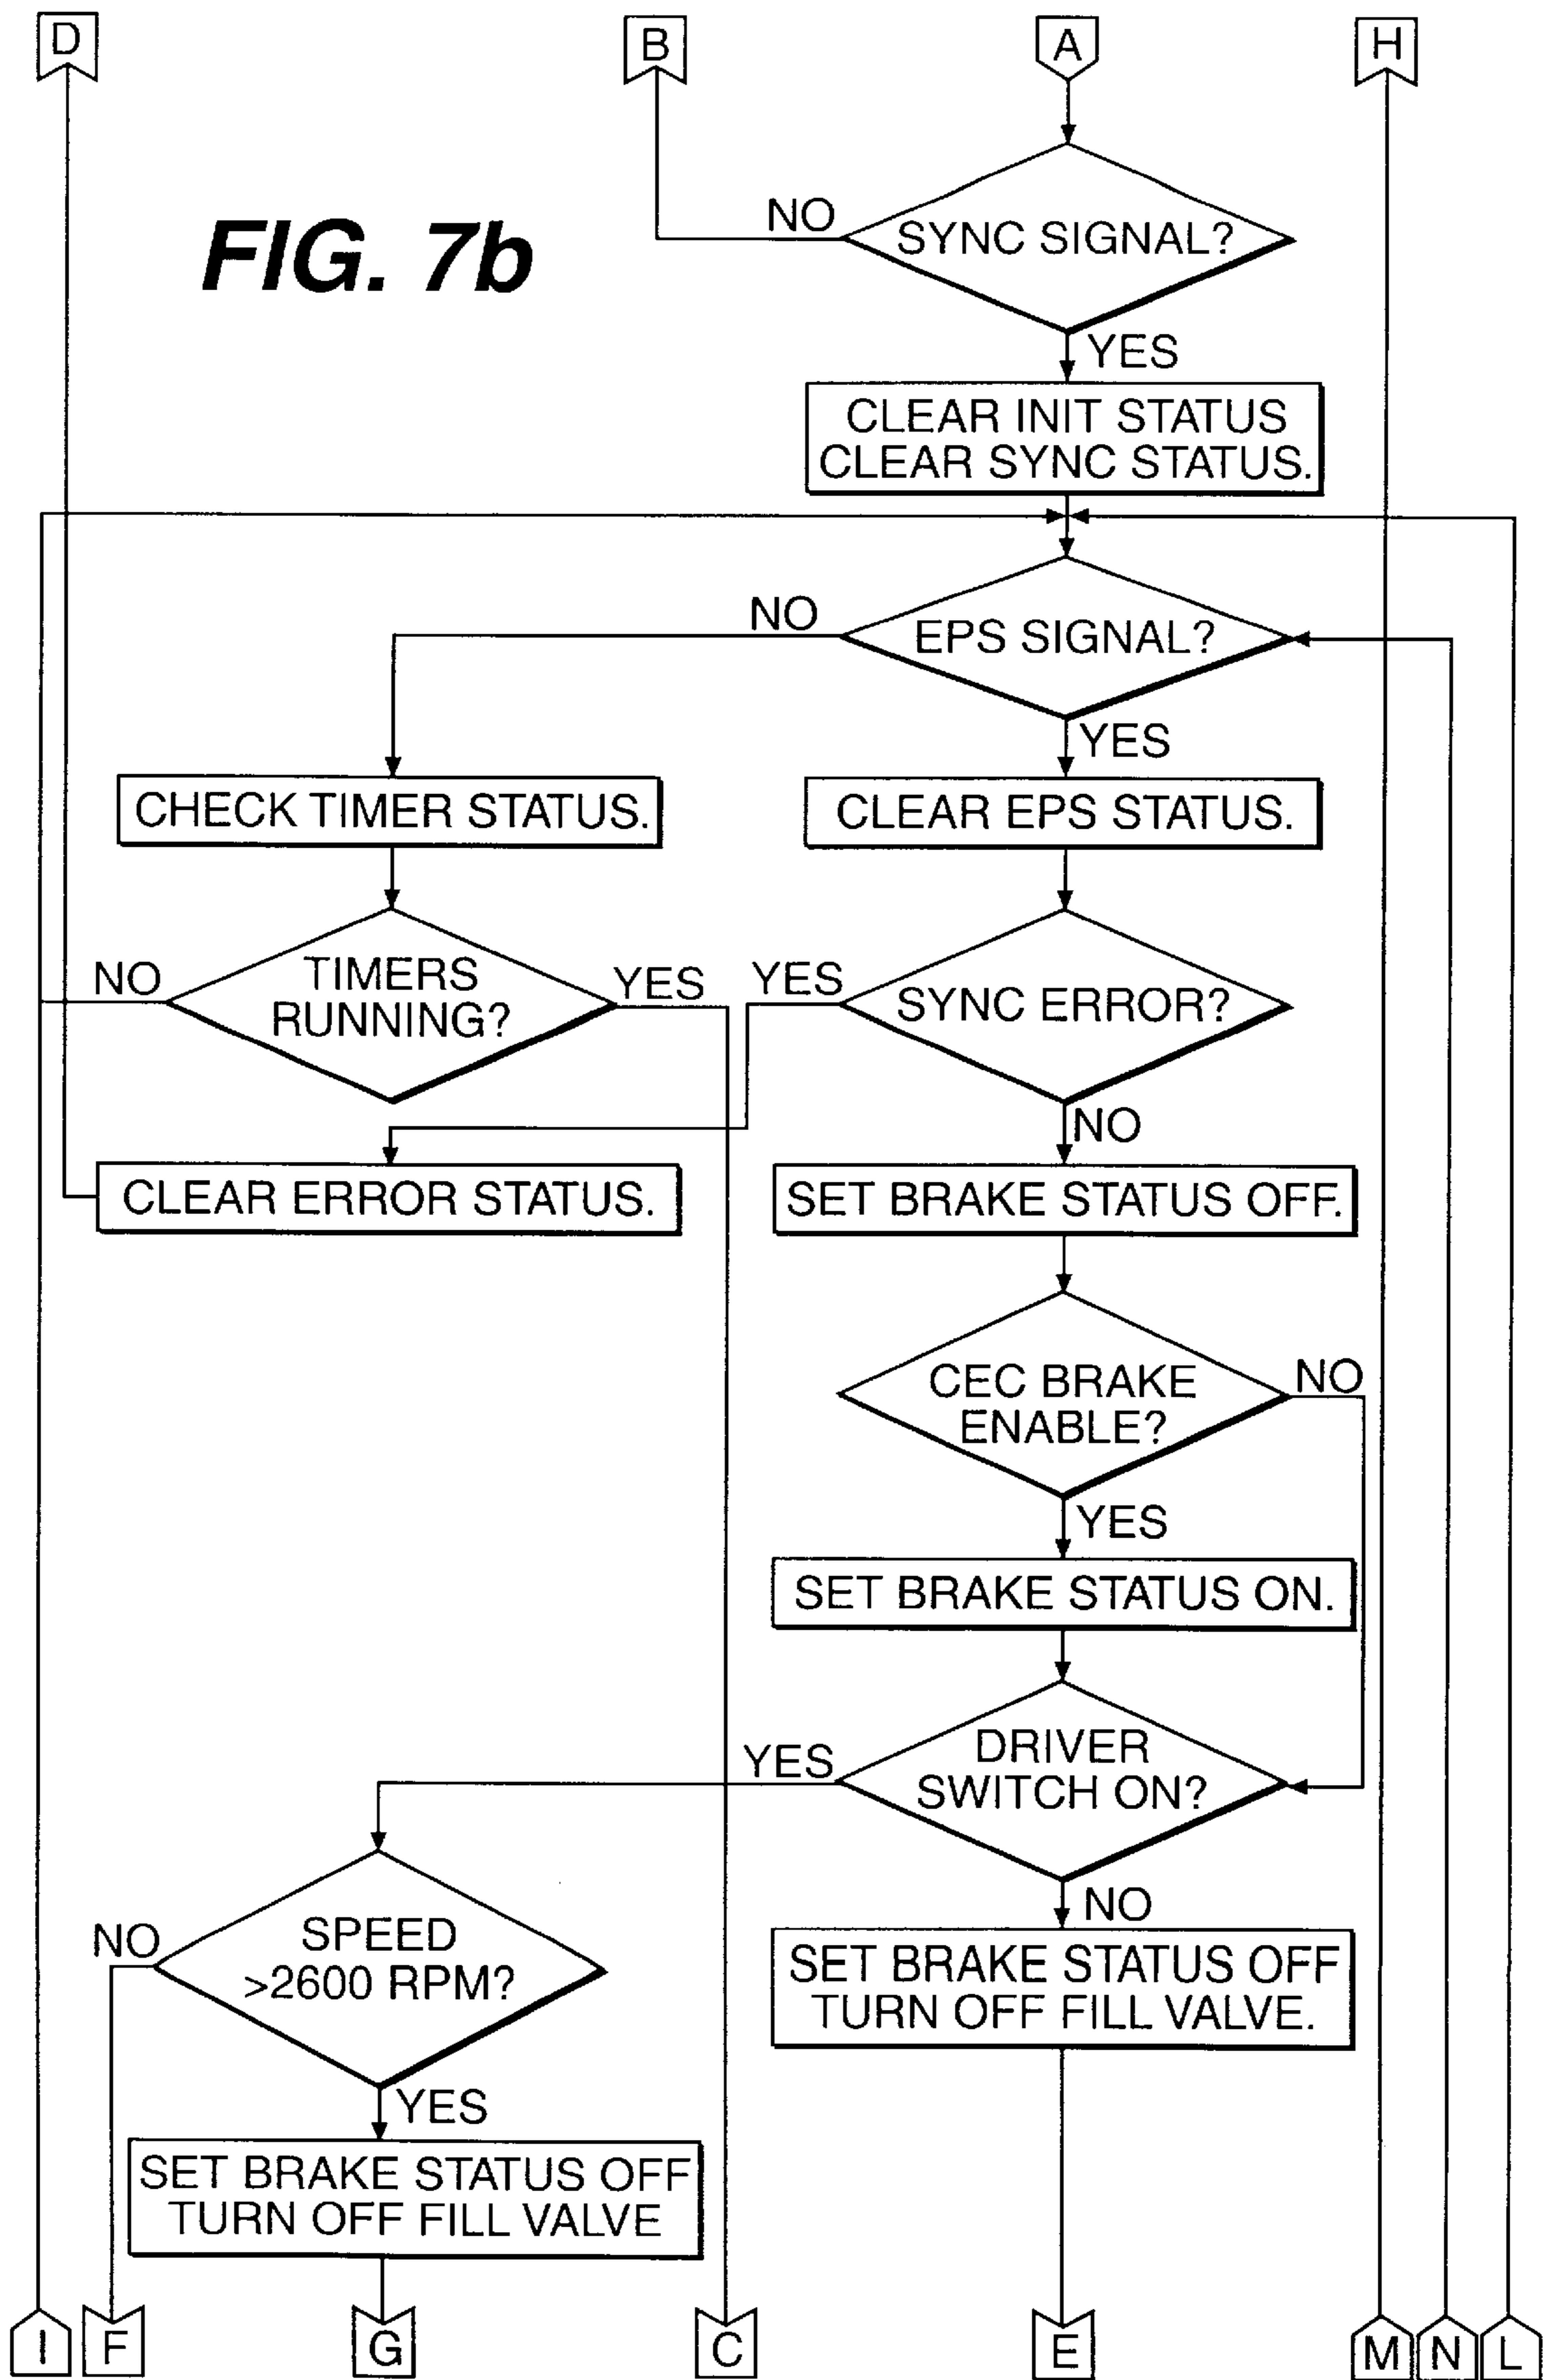 D
B
A
H
FIG. 7b
NO
SYNC SIGNAL?
YES
CLEAR INIT STATUS
CLEAR SYNC STATUS.
NO
EPS SIGNAL?
YES
CHECK TIMER STATUS.
CLEAR EPS STATUS.
NO
TIMERS
RUNNING?
YES
YES
SYNC ERROR?
NO
CLEAR ERROR STATUS.
SET BRAKE STATUS OFF.
CEC BRAKE
ENABLE?
NO
YES
SET BRAKE STATUS ON.
YES
DRIVER
SWITCH ON?
NO
NO
SPEED
>2600 RPM?
SET BRAKE STATUS OFF
TURN OFF FILL VALVE.
YES
SET BRAKE STATUS OFF
TURN OFF FILL VALVE
I
F
G
C
E
M
N
L